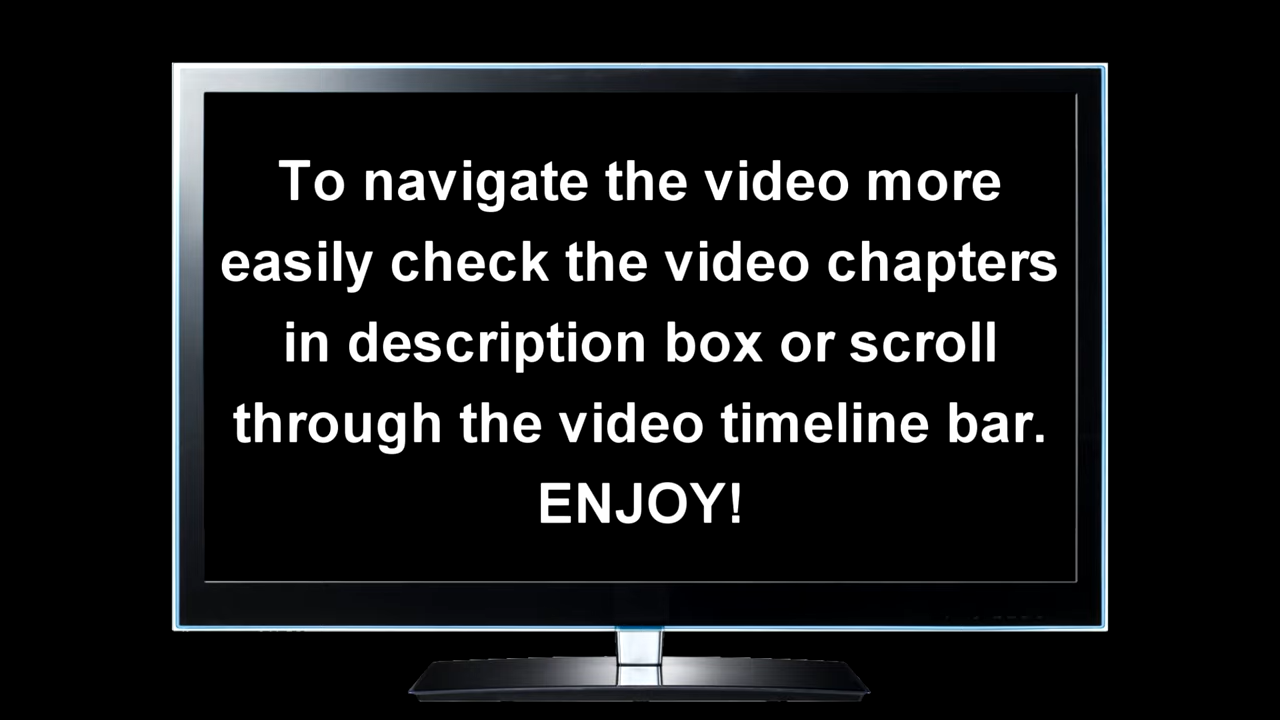 To navigate the video more
easily check the video chapters
in description box or scroll
through the video timeline bar.
ENJOY!